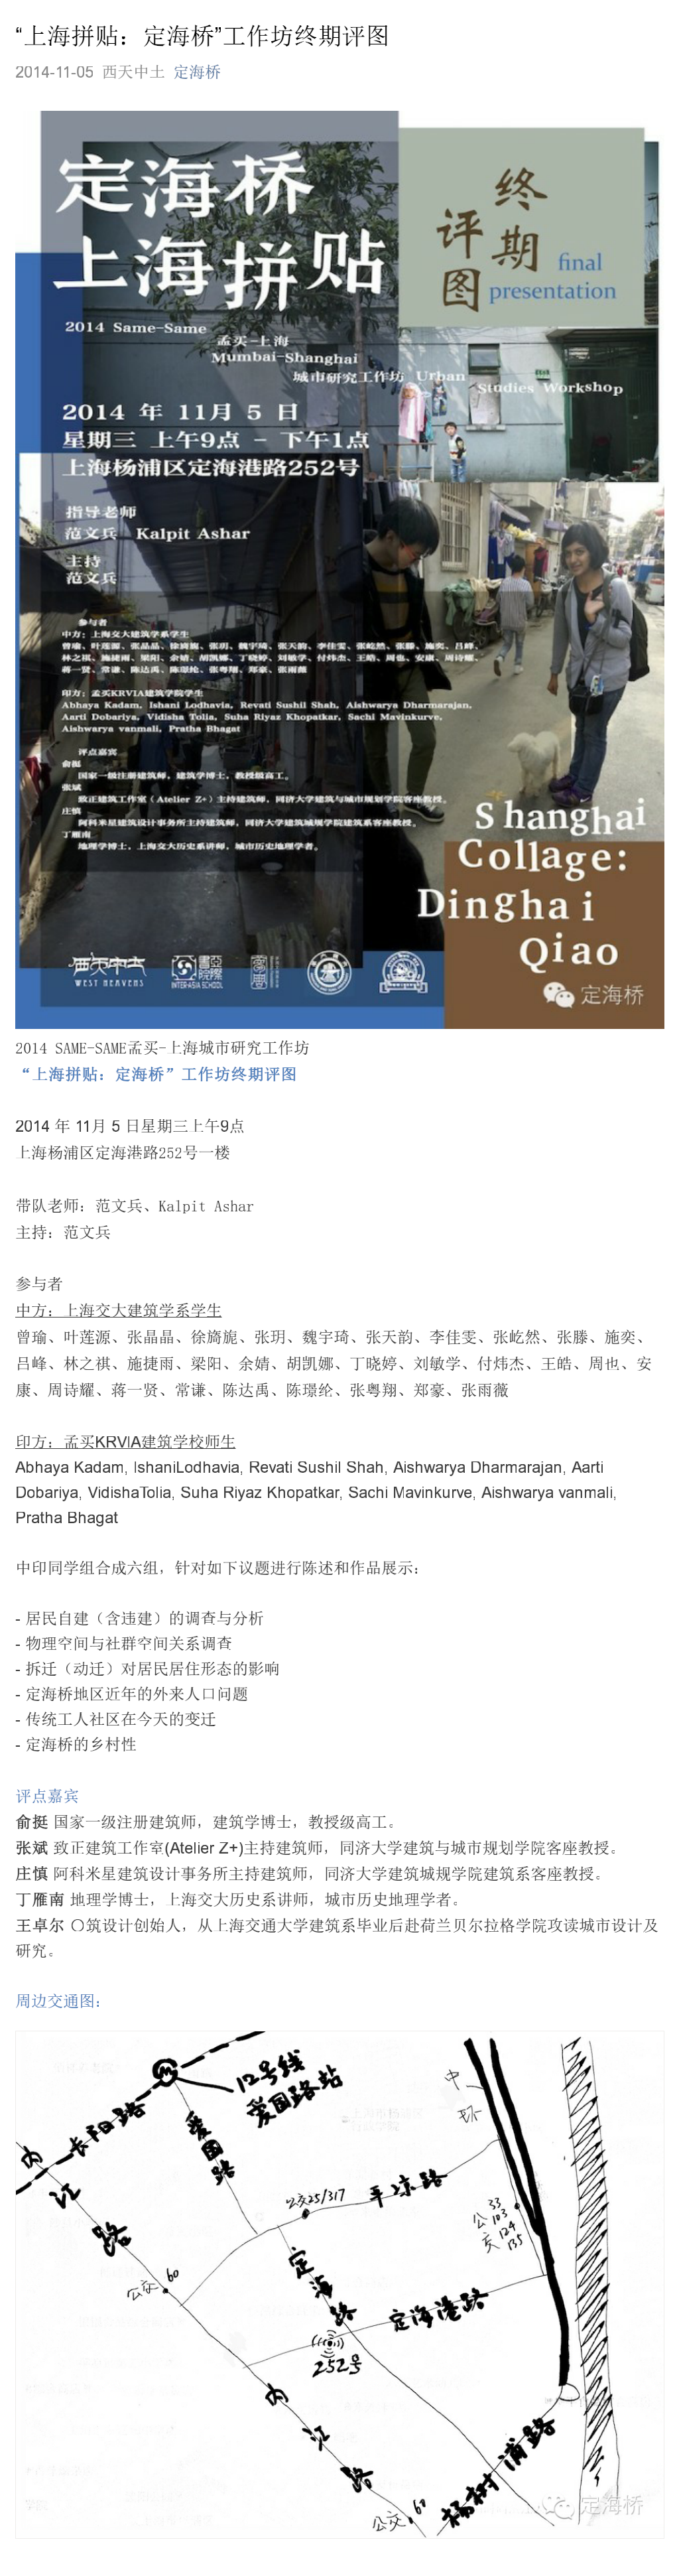 “上海拼贴：定海桥”工作坊终期评图
2014-11-05 西天中土 定海桥
定海桥
上海拼贴
终期
评图
final
presentation
2014 Same-Same
孟买-上海
Mumbai-Shanghai
城市研究工作坊 Urban
Studies Workshop
2014 年 11月 5 日
星期三 上午9点 - 下午1点
上海杨浦区定海港路252号
指导老师
范文兵 Kalpit Ashar
主持
范文兵
参与者
中方：上海交大建筑学系学生
曾瑜、叶莲源、张晶晶、徐旖旎、张玥、魏宇琦、张天韵、李佳雯、张屹然、张滕、施奕、吕峰、
林之祺、施捷雨、梁阳、余婧、胡凯娜、丁晓婷、刘敏学、付炜杰、王皓、周也、安康、周诗耀、
蒋一贤、常谦、陈达禹、陈璟纶、张粤翔、郑豪、张雨薇
印方：孟买KRVIA建筑学院学生
Abhaya Kadam, Ishani Lodhavia, Revati Sushil Shah, Aishwarya Dharmarajan,
Aarti Dobariya, Vidisha Tolia, Suha Riyaz Khopatkar, Sachi Mavinkurve,
Aishwarya vanmali, Pratha Bhagat
评点嘉宾
俞挺
国家一级注册建筑师，建筑学博士，教授级高工。
张斌
致正建筑工作室（Atelier Z+）主持建筑师，同济大学建筑与城市规划学院客座教授。
庄慎
阿科米星建筑设计事务所主持建筑师，同济大学建筑城规学院建筑系客座教授。
丁雁南
地理学博士，上海交大历史系讲师，城市历史地理学者。
Shanghai
Collage:
Dinghai
Qiao
西天中土
WEST HEAVENS
INTER-ASIA SCHOOL
定海桥
2014 SAME-SAME孟买-上海城市研究工作坊
“上海拼贴：定海桥”工作坊终期评图
2014 年 11月 5 日星期三上午9点
上海杨浦区定海港路252号一楼
带队老师：范文兵、Kalpit Ashar
主持：范文兵
参与者
中方：上海交大建筑学系学生
曾瑜、叶莲源、张晶晶、徐旖旎、张玥、魏宇琦、张天韵、李佳雯、张屹然、张滕、施奕、
吕峰、林之祺、施捷雨、梁阳、余婧、胡凯娜、丁晓婷、刘敏学、付炜杰、王皓、周也、安
康、周诗耀、蒋一贤、常谦、陈达禹、陈璟纶、张粤翔、郑豪、张雨薇
印方：孟买KRVIA建筑学校师生
Abhaya Kadam, IshaniLodhavia, Revati Sushil Shah, Aishwarya Dharmarajan, Aarti
Dobariya, VidishaTolia, Suha Riyaz Khopatkar, Sachi Mavinkurve, Aishwarya vanmali,
Pratha Bhagat
中印同学组合成六组，针对如下议题进行陈述和作品展示：
- 居民自建（含违建）的调查与分析
- 物理空间与社群空间关系调查
- 拆迁（动迁）对居民居住形态的影响
- 定海桥地区近年的外来人口问题
- 传统工人社区在今天的变迁
- 定海桥的乡村性
评点嘉宾
俞挺 国家一级注册建筑师，建筑学博士，教授级高工。
张斌 致正建筑工作室(Atelier Z+)主持建筑师，同济大学建筑与城市规划学院客座教授。
庄慎 阿科米星建筑设计事务所主持建筑师，同济大学建筑城规学院建筑系客座教授。
丁雁南 地理学博士，上海交大历史系讲师，城市历史地理学者。
王卓尔 〇筑设计创始人，从上海交通大学建筑系毕业后赴荷兰贝尔拉格学院攻读城市设计及
研究。
周边交通图：
12号线
爱国路站
长阳路
爱国路
中环
内江路
公交25/317
平凉路
公交
33
103
124
135
公交60
定海路
定海港路
252号
内江路
杨树浦路
公交60
定海桥